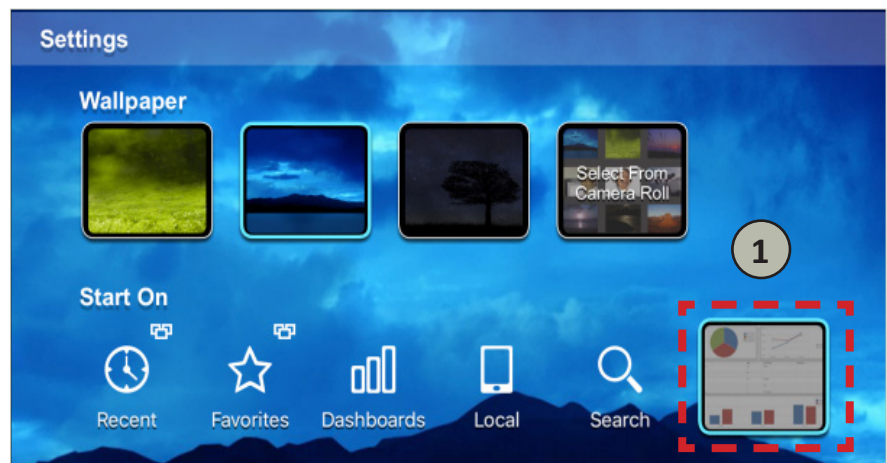 Settings
Wallpaper
Select From
Camera Roll
1
Start On
Recent Favorites Dashboards Local Search